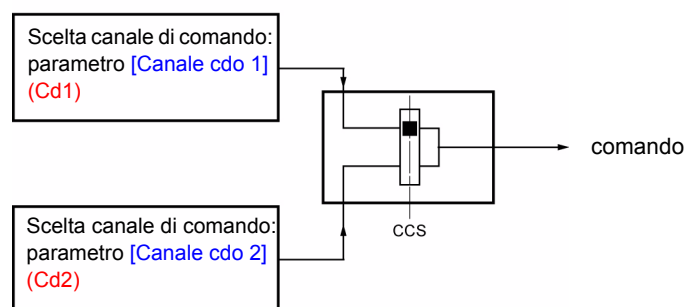 Scelta canale di comando:
parametro [Canale cdo 1]
(Cd1)
comando
CCS
Scelta canale di comando:
parametro [Canale cdo 2]
(Cd2)